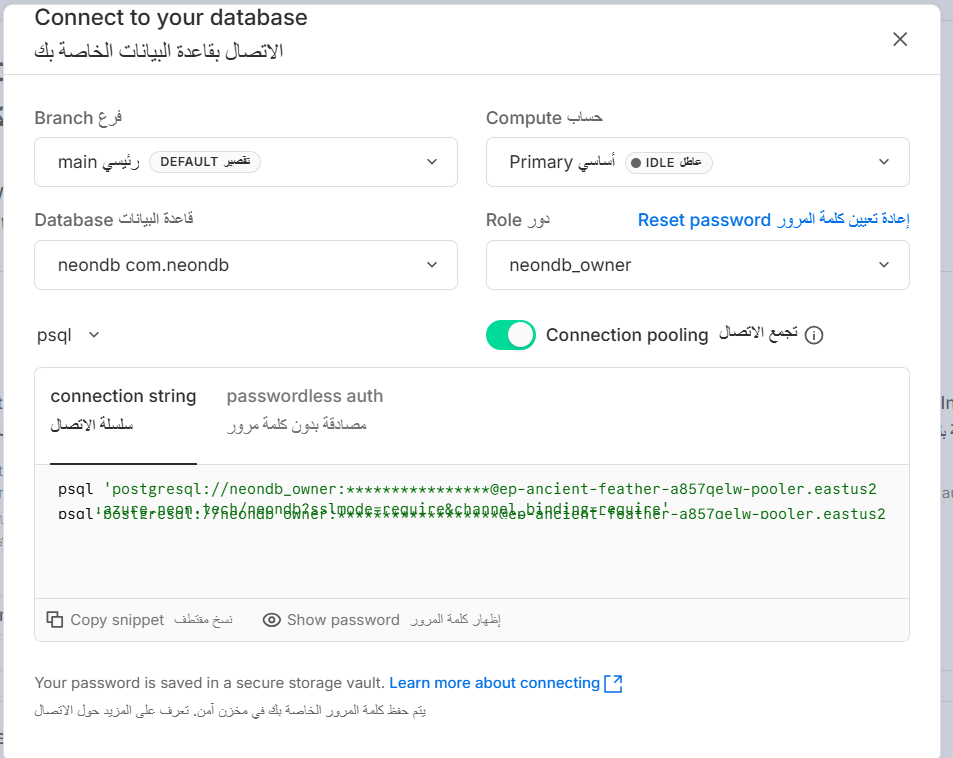 Connect to your database
الاتصال بقاعدة البيانات الخاصة بك
Branch فرع
Compute حساب
main رئيسي DEFAULT تقصير
Primary أساسي IDLE عاطل
Database قاعدة البيانات
Role دور
Reset password إعادة تعيين كلمة المرور
neondb com.neondb
neondb_owner
psql
Connection pooling تجمع الاتصال
connection string
passwordless auth
سلسلة الاتصال
مصادقة بدون كلمة مرور
psql 'postgresql://neondb_owner:****************@ep-ancient-feather-a857qelw-pooler.eastus2
.azure.neon.tech/neondb?sslmode=require&channel_binding=require'
psql 'postgresql://neondb_owner:****************@ep-ancient-feather-a857qelw-pooler.eastus2
Copy snippet نسخ مقتطف
Show password إظهار كلمة المرور
Your password is saved in a secure storage vault. Learn more about connecting
يتم حفظ كلمة المرور الخاصة بك في مخزن آمن. تعرف على المزيد حول الاتصال